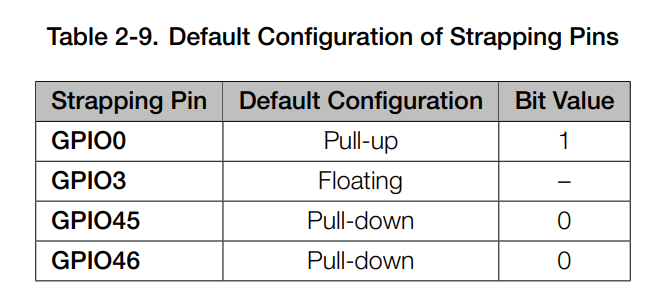 Table 2-9. Default Configuration of Strapping Pins
Strapping Pin Default Configuration Bit Value
GPIO0 Pull-up 1
GPIO3 Floating –
GPIO45 Pull-down 0
GPIO46 Pull-down 0